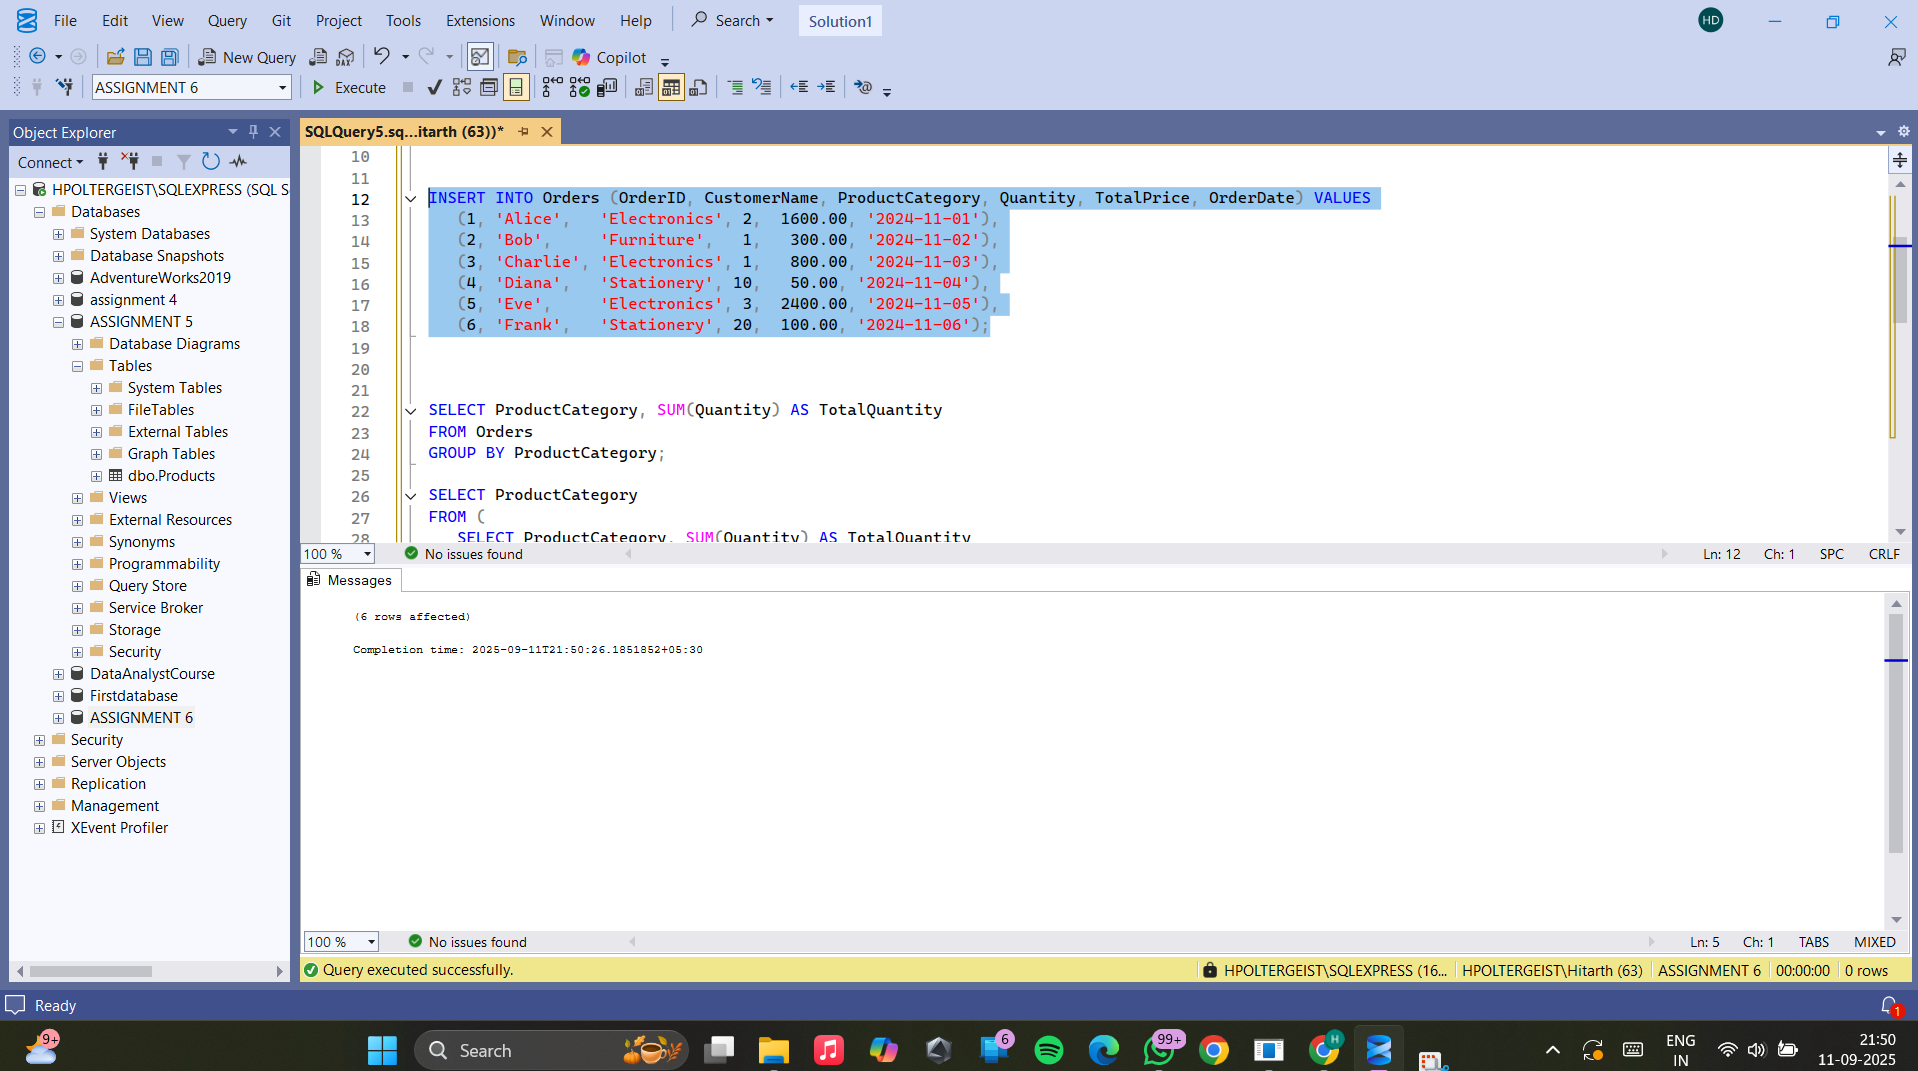 File Edit View Query Git Project Tools Extensions Window Help Search Solution1 HD
New Query DAX Copilot
ASSIGNMENT 6 Execute
Object Explorer
Connect
HPOLTERGEIST\SQLEXPRESS (SQL S
Databases
System Databases
Database Snapshots
AdventureWorks2019
assignment 4
ASSIGNMENT 5
Database Diagrams
Tables
System Tables
FileTables
External Tables
Graph Tables
dbo.Products
Views
External Resources
Synonyms
Programmability
Query Store
Service Broker
Storage
Security
DataAnalystCourse
Firstdatabase
ASSIGNMENT 6
Security
Server Objects
Replication
Management
XEvent Profiler
SQLQuery5.sq...itarth (63))*
10
11
12 INSERT INTO Orders (OrderID, CustomerName, ProductCategory, Quantity, TotalPrice, OrderDate) VALUES
13 (1, 'Alice', 'Electronics', 2, 1600.00, '2024-11-01'),
14 (2, 'Bob', 'Furniture', 1, 300.00, '2024-11-02'),
15 (3, 'Charlie', 'Electronics', 1, 800.00, '2024-11-03'),
16 (4, 'Diana', 'Stationery', 10, 50.00, '2024-11-04'),
17 (5, 'Eve', 'Electronics', 3, 2400.00, '2024-11-05'),
18 (6, 'Frank', 'Stationery', 20, 100.00, '2024-11-06');
19
20
21
22 SELECT ProductCategory, SUM(Quantity) AS TotalQuantity
23 FROM Orders
24 GROUP BY ProductCategory;
25
26 SELECT ProductCategory
27 FROM (
28 SELECT ProductCategory, SUM(Quantity) AS TotalQuantity
100 % No issues found Ln: 12 Ch: 1 SPC CRLF
Messages
(6 rows affected)
Completion time: 2025-09-11T21:50:26.1851852+05:30
100 % No issues found Ln: 5 Ch: 1 TABS MIXED
Query executed successfully. HPOLTERGEIST\SQLEXPRESS (16... HPOLTERGEIST\Hitarth (63) ASSIGNMENT 6 00:00:00 0 rows
Ready 1
9+ Search 6 99+ H ENG 21:50
IN 11-09-2025